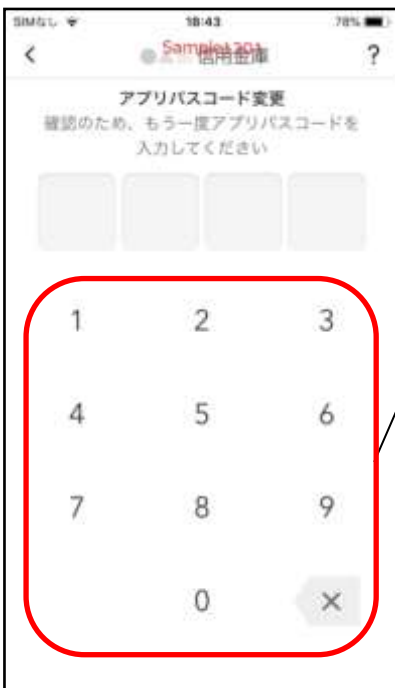 SIMなし 18:43 78%
< 信用金庫 ?
アプリパスコード変更
確認のため、もう一度アプリパスコードを
入力してください
1 2 3
4 5 6
7 8 9
0 ×